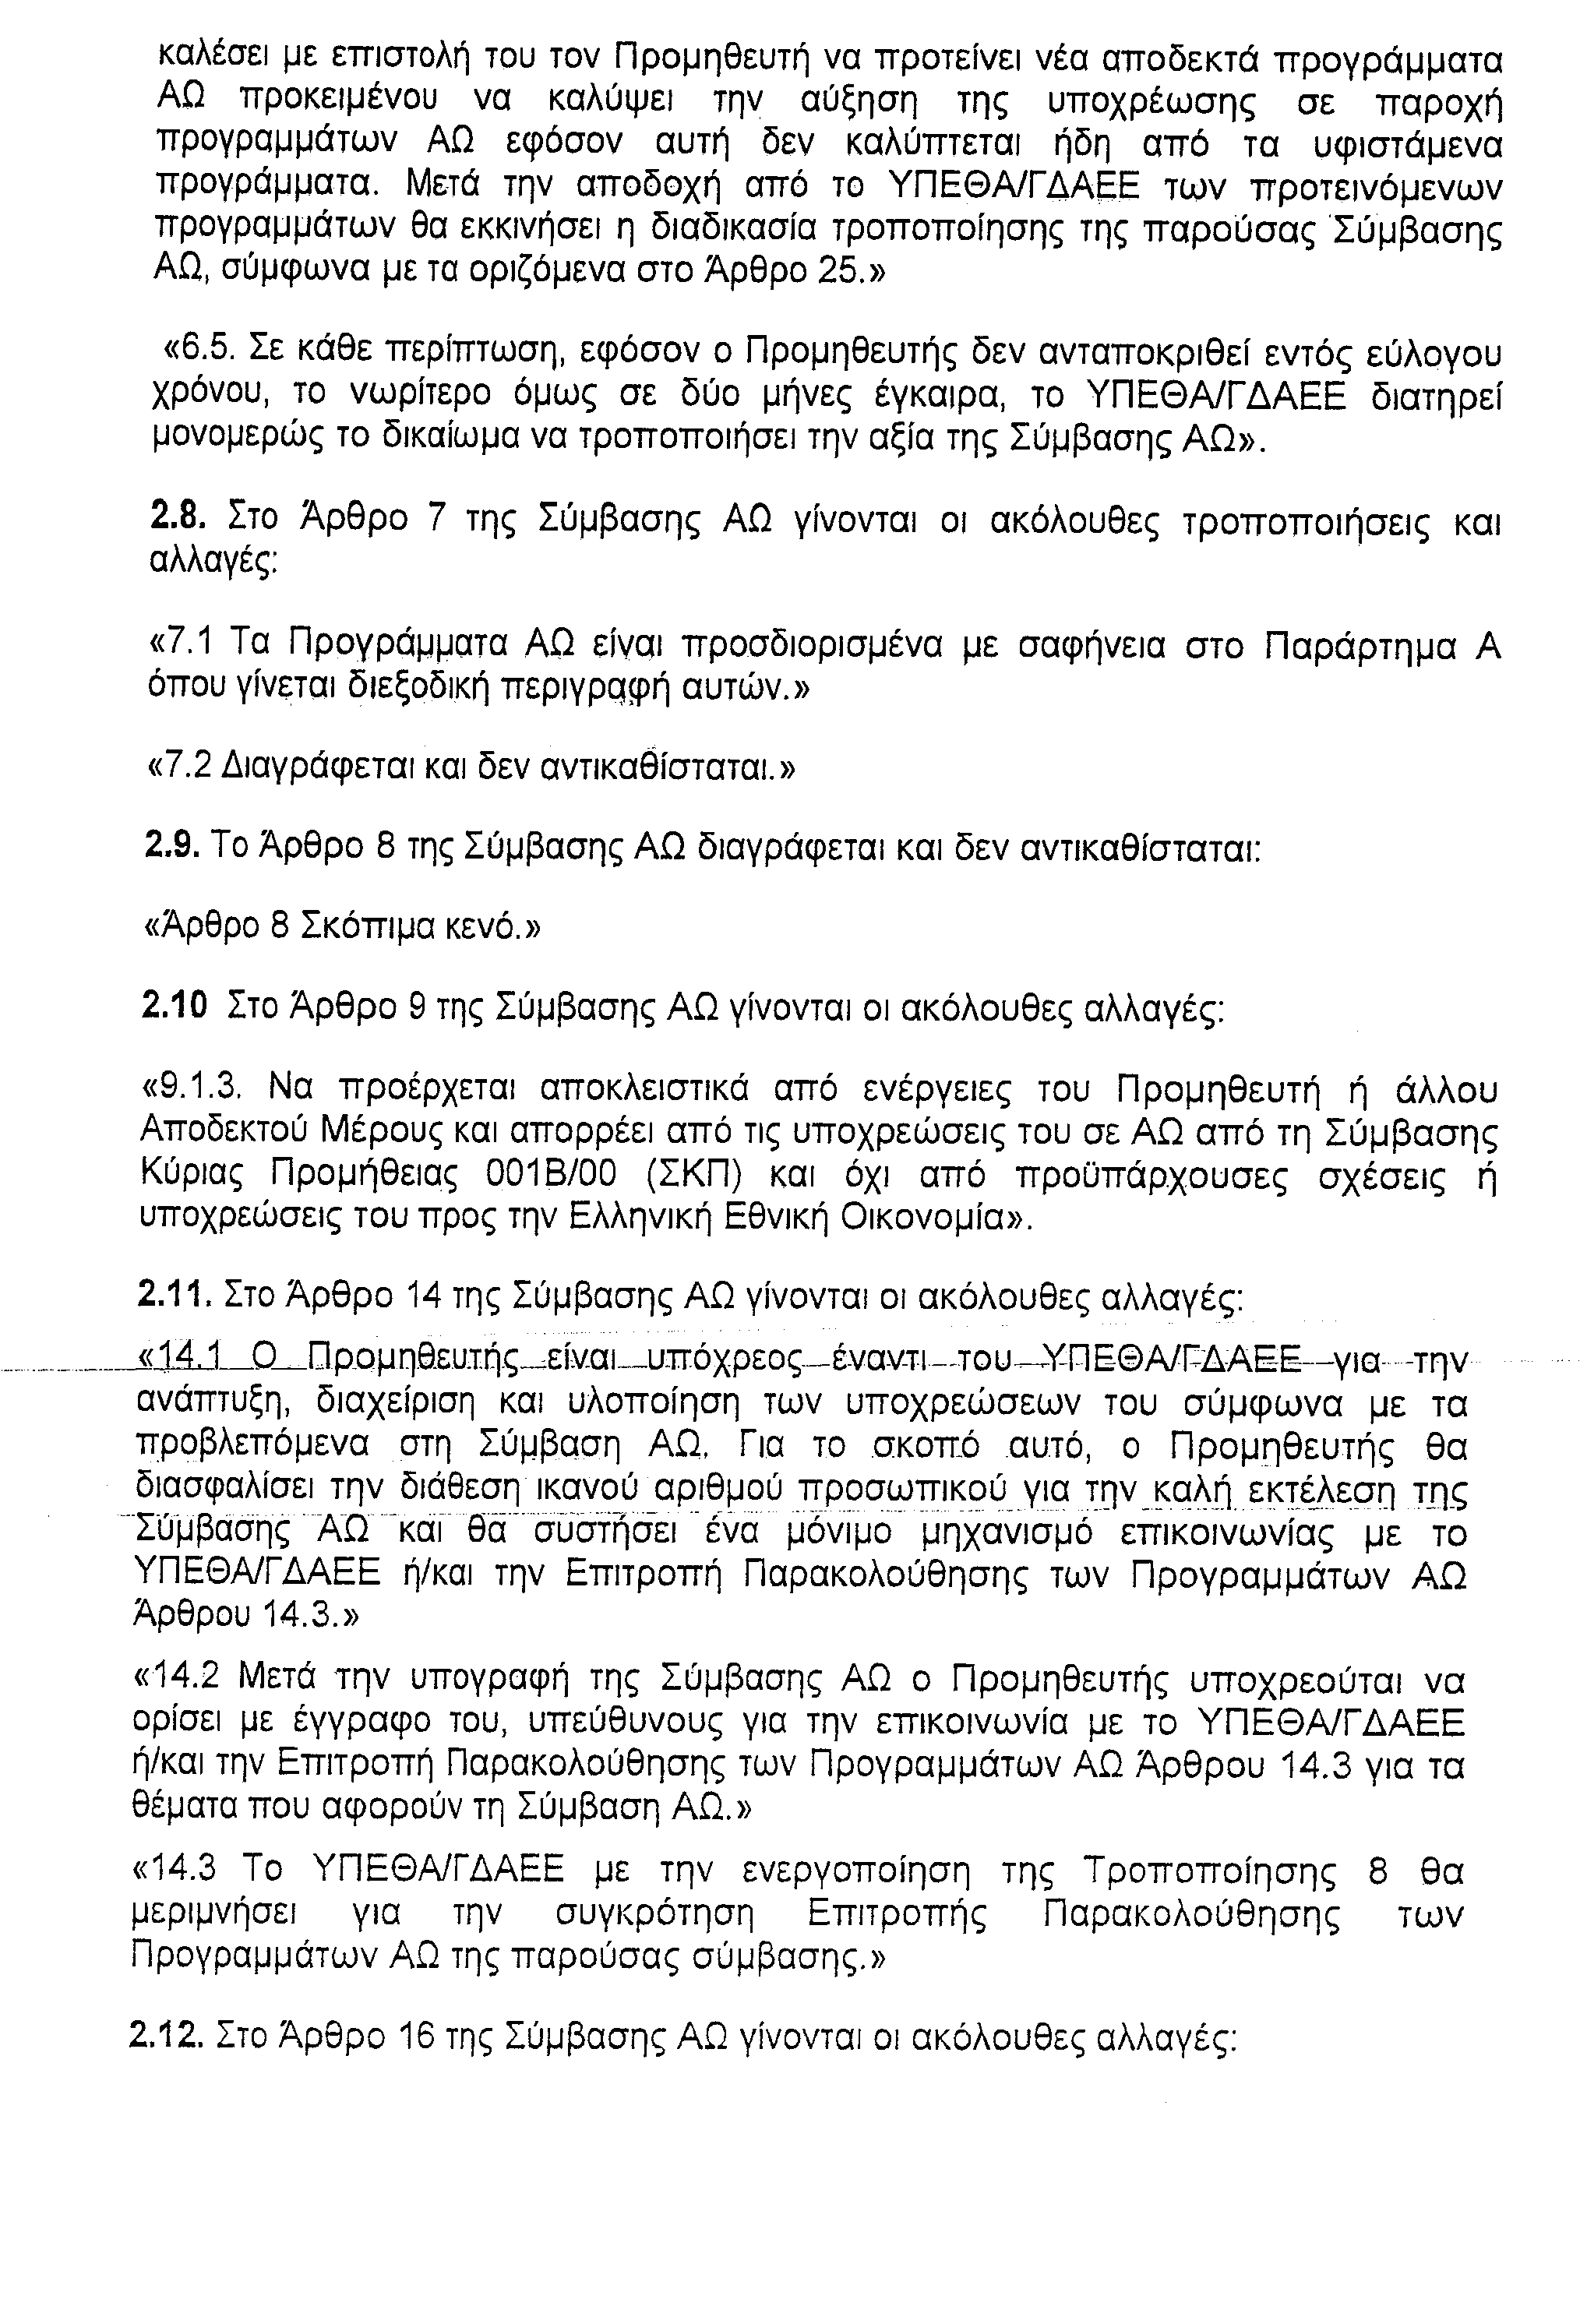 καλέσει με επιστολή του τον Προμηθευτή να προτείνει νέα αποδεκτά προγράμματα
ΑΩ προκειμένου να καλύψει την αύξηση της υποχρέωσης σε παροχή
προγραμμάτων ΑΩ εφόσον αυτή δεν καλύπτεται ήδη από τα υφιστάμενα
προγράμματα. Μετά την αποδοχή από το ΥΠΕΘΑ/ΓΔΑΕΕ των προτεινόμενων
προγραμμάτων θα εκκινήσει η διαδικασία τροποποίησης της παρούσας Σύμβασης
ΑΩ, σύμφωνα με τα οριζόμενα στο Άρθρο 25.»
«6.5. Σε κάθε περίπτωση, εφόσον ο Προμηθευτής δεν ανταποκριθεί εντός εύλογου
χρόνου, το νωρίτερο όμως σε δύο μήνες έγκαιρα, το ΥΠΕΘΑ/ΓΔΑΕΕ διατηρεί
μονομερώς το δικαίωμα να τροποποιήσει την αξία της Σύμβασης ΑΩ».
2.8. Στο Άρθρο 7 της Σύμβασης ΑΩ γίνονται οι ακόλουθες τροποποιήσεις και
αλλαγές:
«7.1 Τα Προγράμματα ΑΩ είναι προσδιορισμένα με σαφήνεια στο Παράρτημα Α
όπου γίνεται διεξοδική περιγραφή αυτών.»
«7.2 Διαγράφεται και δεν αντικαθίσταται.»
2.9. Το Άρθρο 8 της Σύμβασης ΑΩ διαγράφεται και δεν αντικαθίσταται:
«Άρθρο 8 Σκόπιμα κενό.»
2.10 Στο Άρθρο 9 της Σύμβασης ΑΩ γίνονται οι ακόλουθες αλλαγές:
«9.1.3. Να προέρχεται αποκλειστικά από ενέργειες του Προμηθευτή ή άλλου
Αποδεκτού Μέρους και απορρέει από τις υποχρεώσεις του σε ΑΩ από τη Σύμβασης
Κύριας Προμήθειας 001Β/00 (ΣΚΠ) και όχι από προϋπάρχουσες σχέσεις ή
υποχρεώσεις του προς την Ελληνική Εθνική Οικονομία».
2.11. Στο Άρθρο 14 της Σύμβασης ΑΩ γίνονται οι ακόλουθες αλλαγές:
«14.1 Ο Προμηθευτής είναι υπόχρεος έναντι του ΥΠΕΘΑ/ΓΔΑΕΕ για την
ανάπτυξη, διαχείριση και υλοποίηση των υποχρεώσεων του σύμφωνα με τα
προβλεπόμενα στη Σύμβαση ΑΩ. Για το σκοπό αυτό, ο Προμηθευτής θα
διασφαλίσει την διάθεση ικανού αριθμού προσωπικού για την καλή εκτέλεση της
Σύμβασης ΑΩ και θα συστήσει ένα μόνιμο μηχανισμό επικοινωνίας με το
ΥΠΕΘΑ/ΓΔΑΕΕ ή/και την Επιτροπή Παρακολούθησης των Προγραμμάτων ΑΩ
Άρθρου 14.3.»
«14.2 Μετά την υπογραφή της Σύμβασης ΑΩ ο Προμηθευτής υποχρεούται να
ορίσει με έγγραφο του, υπεύθυνους για την επικοινωνία με το ΥΠΕΘΑ/ΓΔΑΕΕ
ή/και την Επιτροπή Παρακολούθησης των Προγραμμάτων ΑΩ Άρθρου 14.3 για τα
θέματα που αφορούν τη Σύμβαση ΑΩ.»
«14.3 Το ΥΠΕΘΑ/ΓΔΑΕΕ με την ενεργοποίηση της Τροποποίησης 8 θα
μεριμνήσει για την συγκρότηση Επιτροπής Παρακολούθησης των
Προγραμμάτων ΑΩ της παρούσας σύμβασης.»
2.12. Στο Άρθρο 16 της Σύμβασης ΑΩ γίνονται οι ακόλουθες αλλαγές: